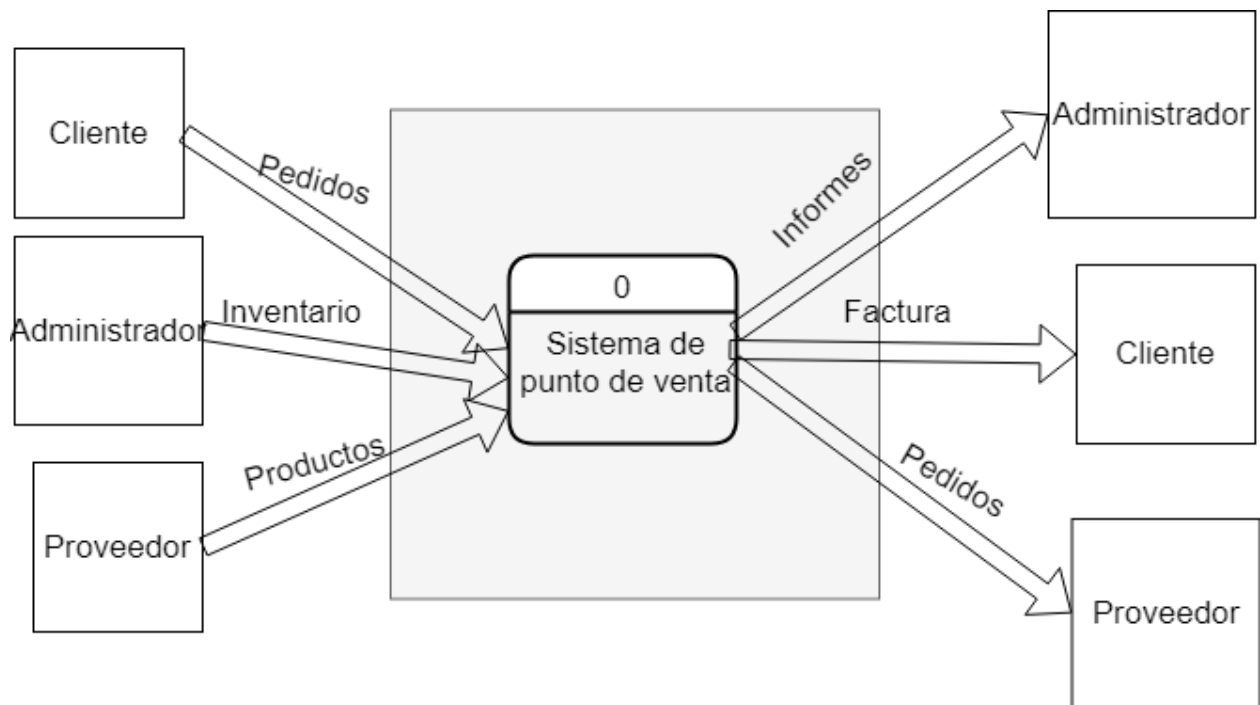 Cliente
Pedidos
Administrador
Inventario
Proveedor
Productos
0
Sistema de
punto de venta
Informes
Administrador
Factura
Cliente
Pedidos
Proveedor